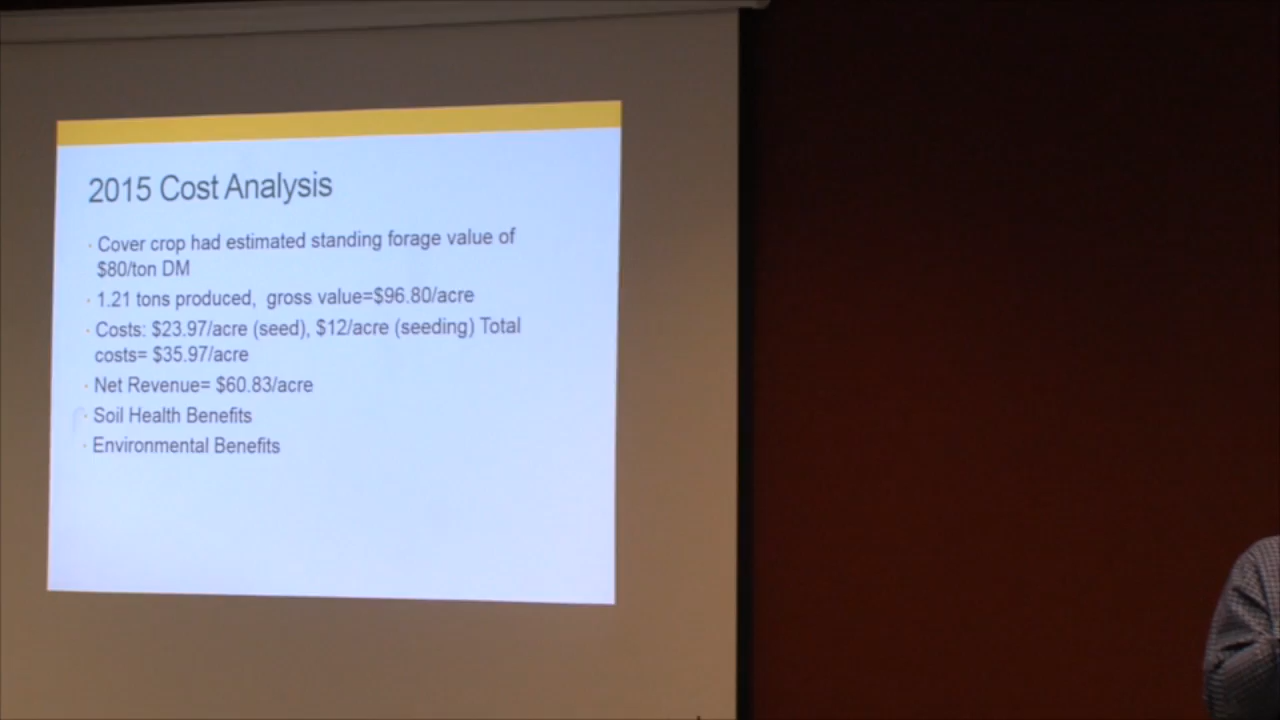 2015 Cost Analysis
· Cover crop had estimated standing forage value of
$80/ton DM
· 1.21 tons produced, gross value=$96.80/acre
· Costs: $23.97/acre (seed), $12/acre (seeding) Total
costs= $35.97/acre
· Net Revenue= $60.83/acre
· Soil Health Benefits
· Environmental Benefits